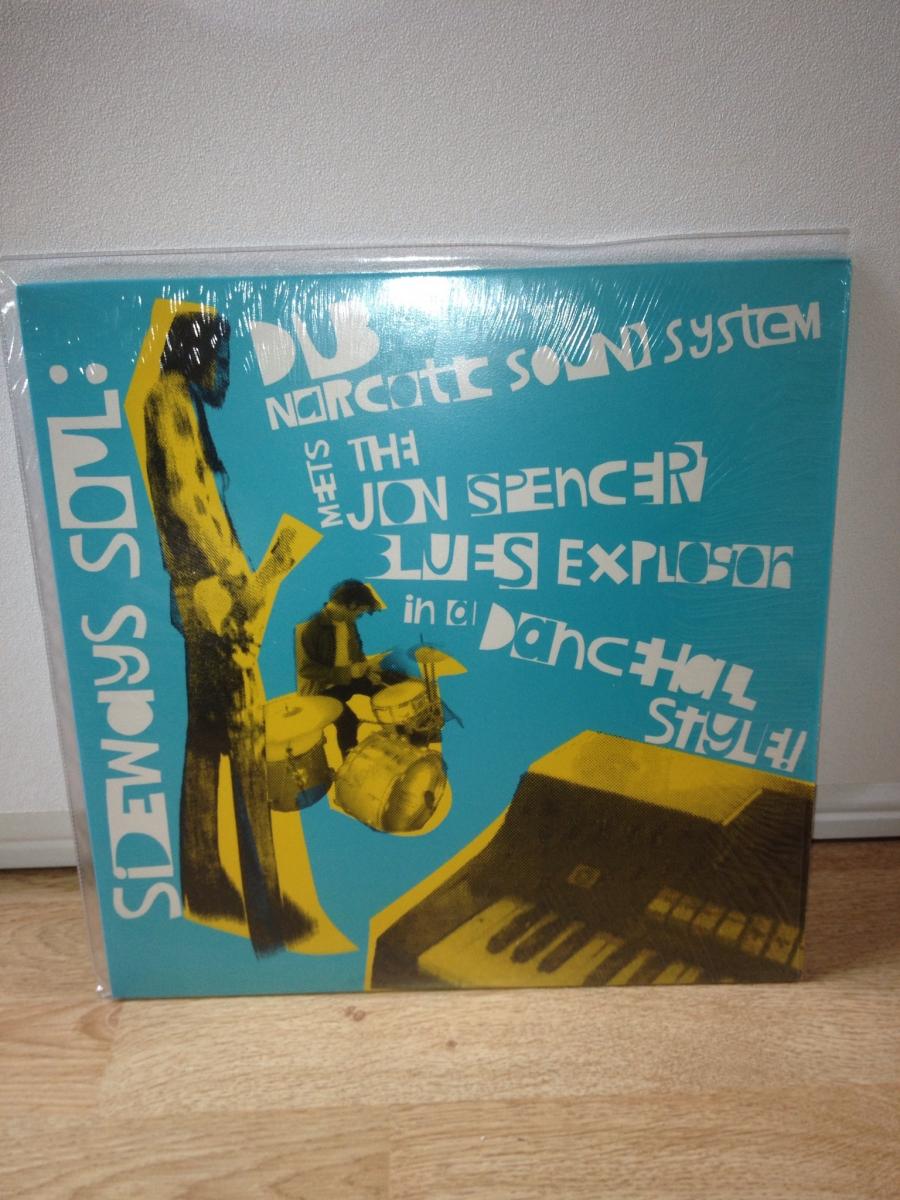 SIDEWAYS SOUL:
DUB
NARCOTIC SOUND SYSTEM
MEETS THE
JON SPENCER
BLUES EXPLOSION
in a DANCEHALL
STYLE!!